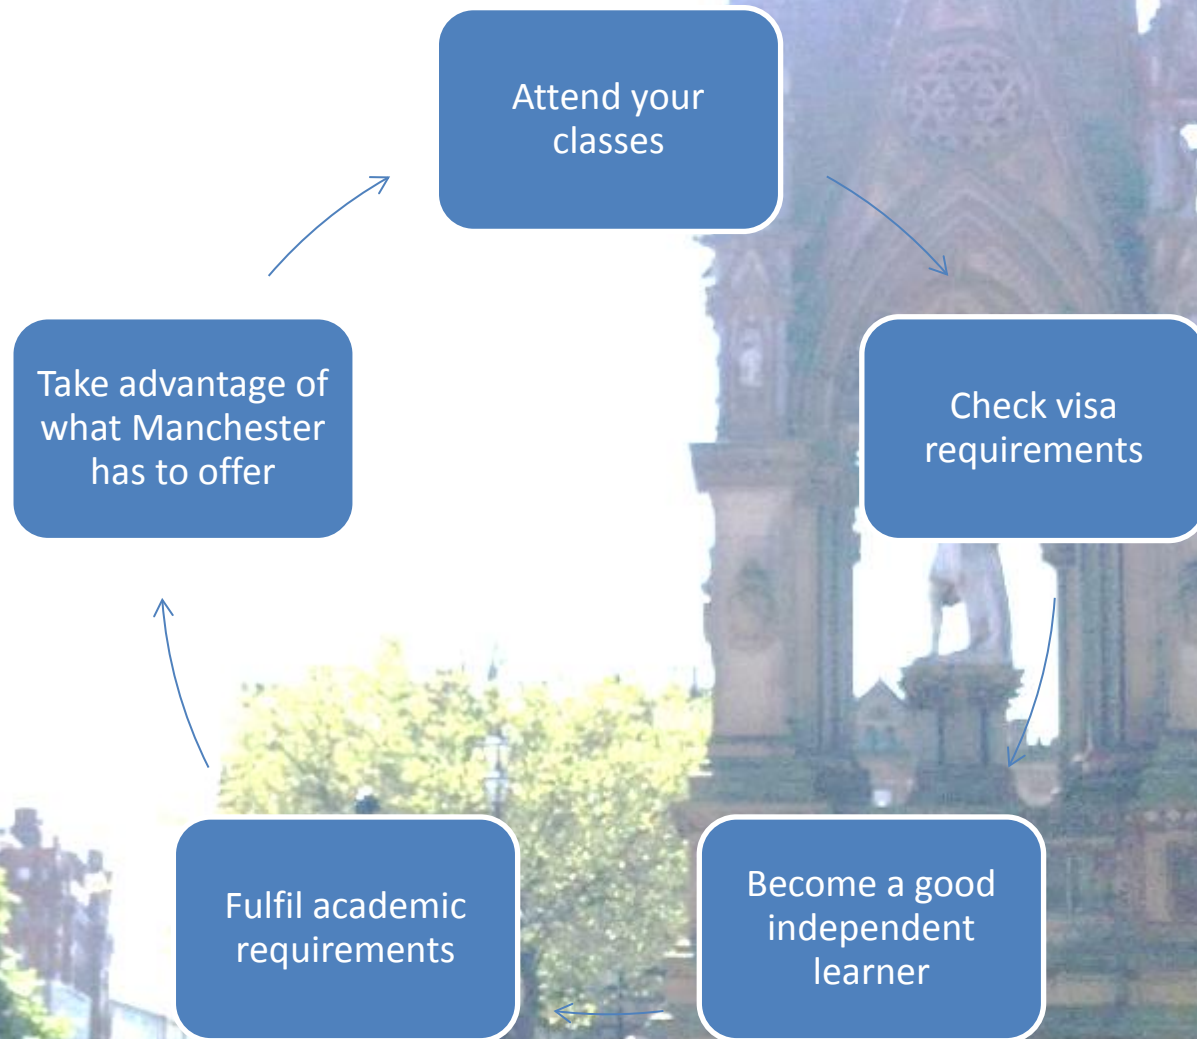 Attend your
classes
Check visa
requirements
Become a good
independent
learner
Fulfil academic
requirements
Take advantage of
what Manchester
has to offer